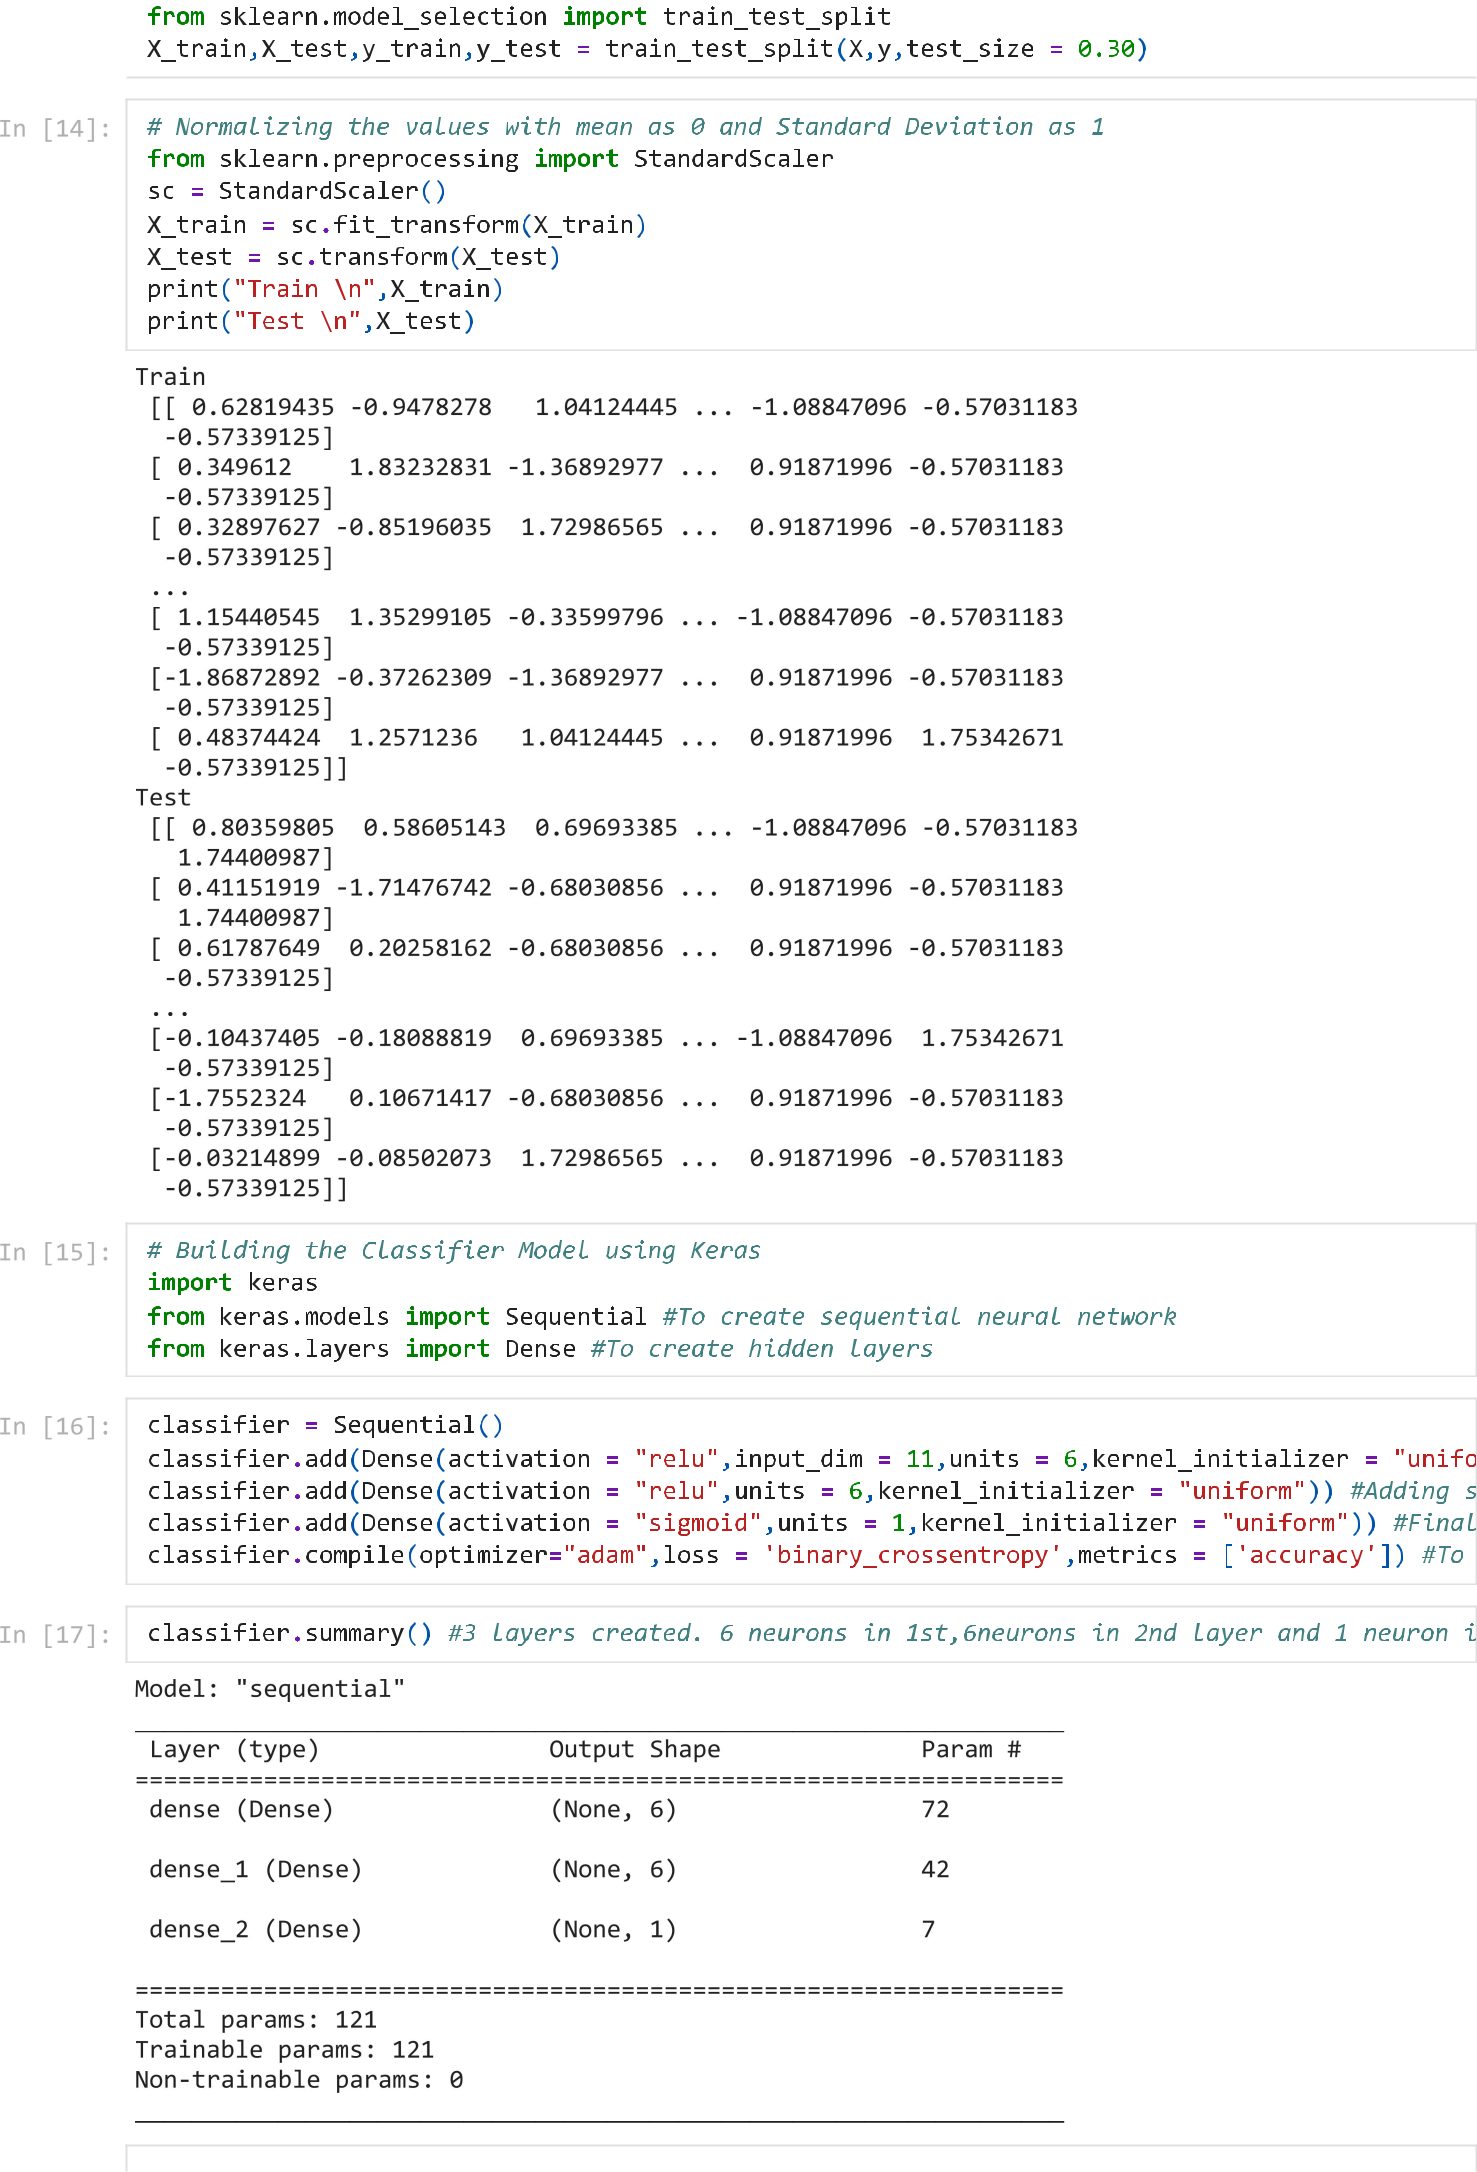 from sklearn.model_selection import train_test_split
X_train,X_test,y_train,y_test = train_test_split(X,y,test_size = 0.30)
In [14]:
# Normalizing the values with mean as 0 and Standard Deviation as 1
from sklearn.preprocessing import StandardScaler
sc = StandardScaler()
X_train = sc.fit_transform(X_train)
X_test = sc.transform(X_test)
print("Train \n",X_train)
print("Test \n",X_test)
Train
[[ 0.62819435 -0.9478278   1.04124445 ... -1.08847096 -0.57031183
-0.57339125]
[ 0.349612    1.83232831 -1.36892977 ...  0.91871996 -0.57031183
-0.57339125]
[ 0.32897627 -0.85196035  1.72986565 ...  0.91871996 -0.57031183
-0.57339125]
...
[ 1.15440545  1.35299105 -0.33599796 ... -1.08847096 -0.57031183
-0.57339125]
[-1.86872892 -0.37262309 -1.36892977 ...  0.91871996 -0.57031183
-0.57339125]
[ 0.48374424  1.2571236   1.04124445 ...  0.91871996  1.75342671
-0.57339125]]
Test
[[ 0.80359805  0.58605143  0.69693385 ... -1.08847096 -0.57031183
1.74400987]
[ 0.41151919 -1.71476742 -0.68030856 ...  0.91871996 -0.57031183
1.74400987]
[ 0.61787649  0.20258162 -0.68030856 ...  0.91871996 -0.57031183
-0.57339125]
...
[-0.10437405 -0.18088819  0.69693385 ... -1.08847096  1.75342671
-0.57339125]
[-1.7552324   0.10671417 -0.68030856 ...  0.91871996 -0.57031183
-0.57339125]
[-0.03214899 -0.08502073  1.72986565 ...  0.91871996 -0.57031183
-0.57339125]]
In [15]:
# Building the Classifier Model using Keras
import keras
from keras.models import Sequential #To create sequential neural network
from keras.layers import Dense #To create hidden layers
In [16]:
classifier = Sequential()
classifier.add(Dense(activation = "relu",input_dim = 11,units = 6,kernel_initializer = "unifo
classifier.add(Dense(activation = "relu",units = 6,kernel_initializer = "uniform")) #Adding s
classifier.add(Dense(activation = "sigmoid",units = 1,kernel_initializer = "uniform")) #Final
classifier.compile(optimizer="adam",loss = 'binary_crossentropy',metrics = ['accuracy']) #To
In [17]:
classifier.summary() #3 layers created. 6 neurons in 1st,6neurons in 2nd layer and 1 neuron i
Model: "sequential"
_________________________________________________________________
Layer (type)                Output Shape              Param #
=================================================================
dense (Dense)               (None, 6)                 72
dense_1 (Dense)             (None, 6)                 42
dense_2 (Dense)             (None, 1)                 7
=================================================================
Total params: 121
Trainable params: 121
Non-trainable params: 0
_________________________________________________________________